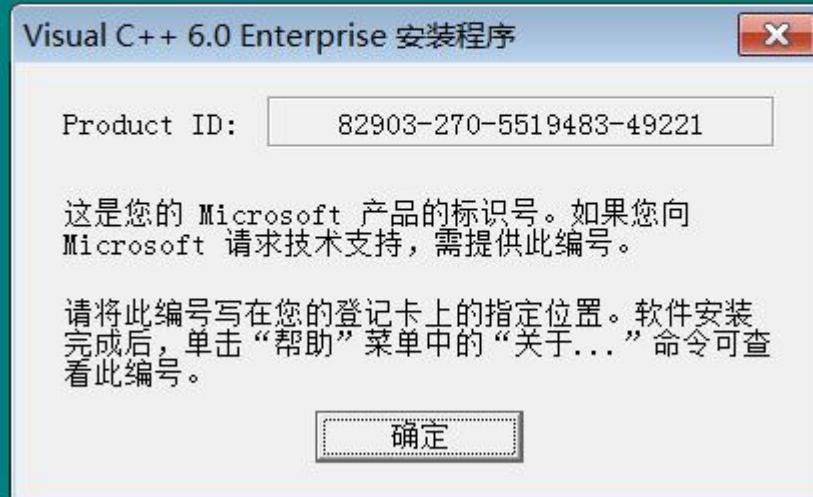 Visual C++ 6.0 Enterprise 安装程序
Product ID: 82903-270-5519483-49221
这是您的 Microsoft 产品的标识号。如果您向
Microsoft 请求技术支持，需提供此编号。
请将此编号写在您的登记卡上的指定位置。软件安装
完成后，单击“帮助”菜单中的“关于...”命令可查
看此编号。
确定